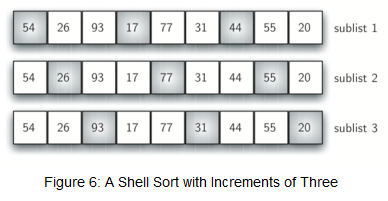 54 26 93 17 77 31 44 55 20 sublist 1
54 26 93 17 77 31 44 55 20 sublist 2
54 26 93 17 77 31 44 55 20 sublist 3
Figure 6: A Shell Sort with Increments of Three